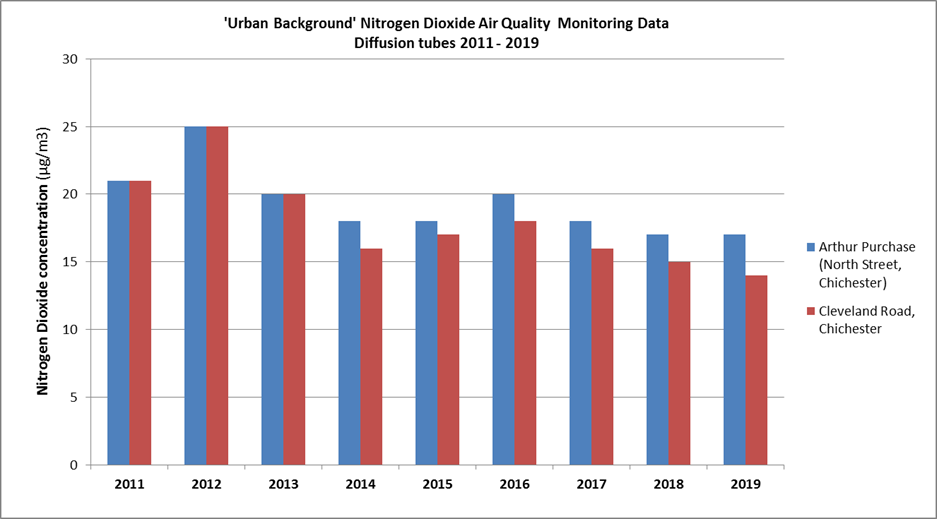 'Urban Background' Nitrogen Dioxide Air Quality Monitoring Data
Diffusion tubes 2011 - 2019
Nitrogen Dioxide concentration (µg/m3)
30
25
20
15
10
5
0
2011 2012 2013 2014 2015 2016 2017 2018 2019
Arthur Purchase
(North Street,
Chichester)
Cleveland Road,
Chichester